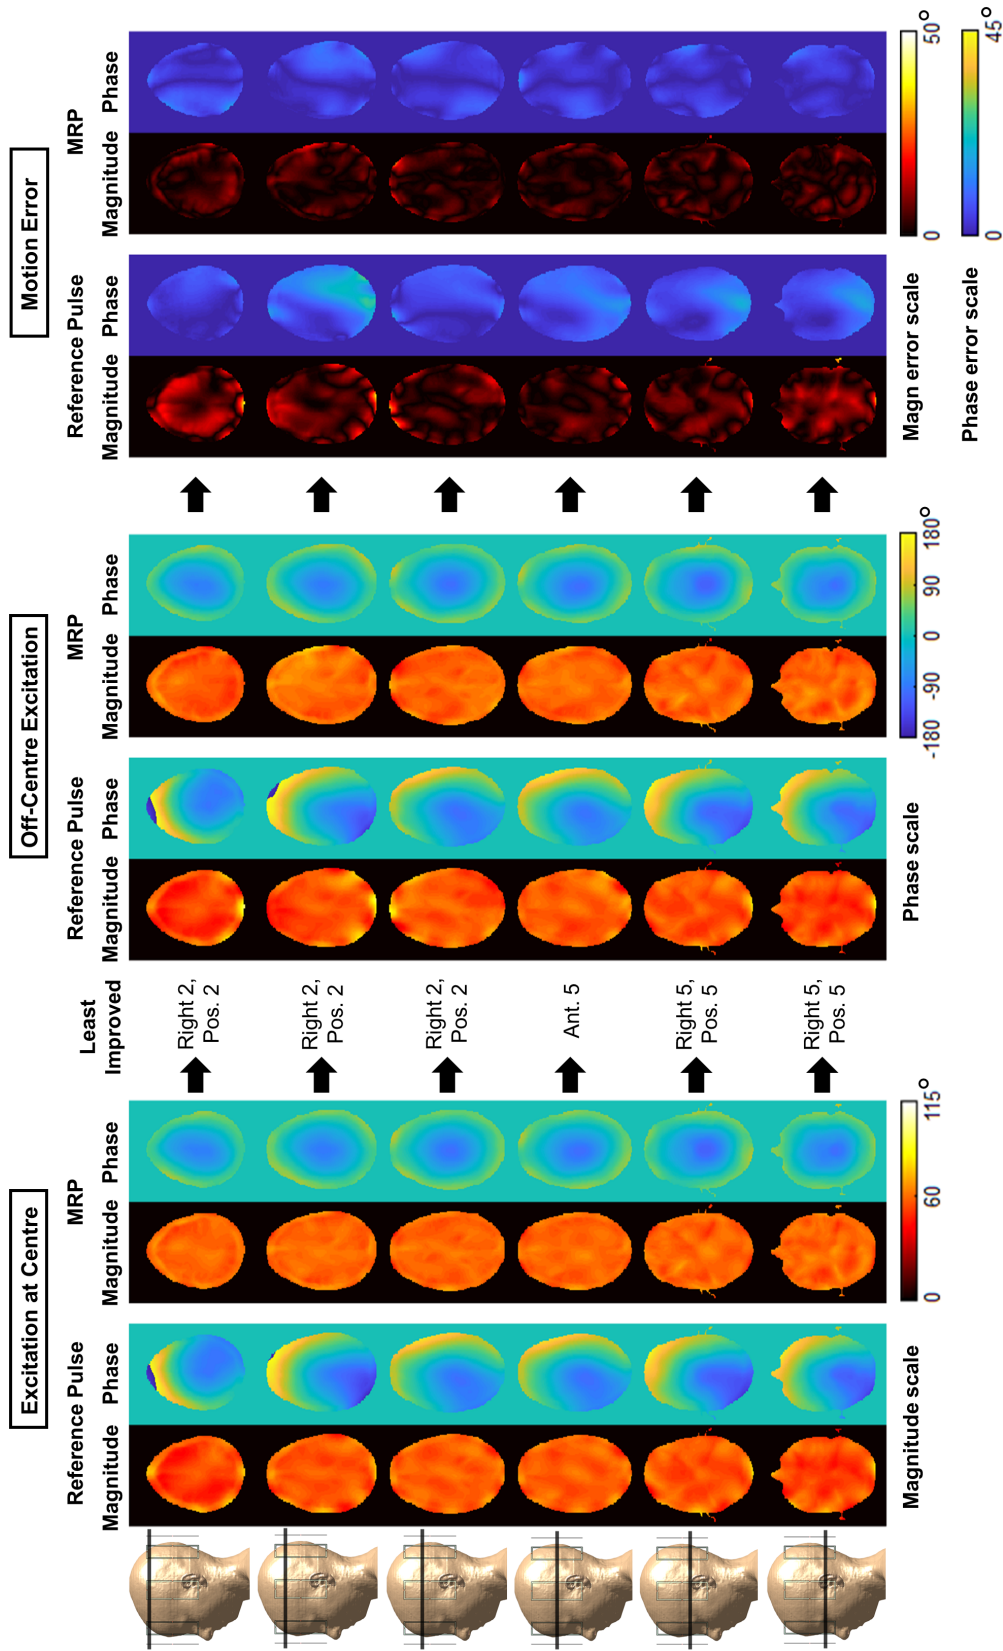 Excitation at Centre
Off-Centre Excitation
Motion Error
Reference Pulse
MRP
Least
Improved
Reference Pulse
MRP
Reference Pulse
MRP
Magnitude Phase
Magnitude Phase
Magnitude Phase
Magnitude Phase
Magnitude Phase
Magnitude Phase
Right 2,
Pos. 2
Right 2,
Pos. 2
Right 2,
Pos. 2
Ant. 5
Right 5,
Pos. 5
Right 5,
Pos. 5
Magnitude scale
0 60 115°
Phase scale
-180 -90 0 90 180°
Magn error scale
0 50°
Phase error scale
0 45°